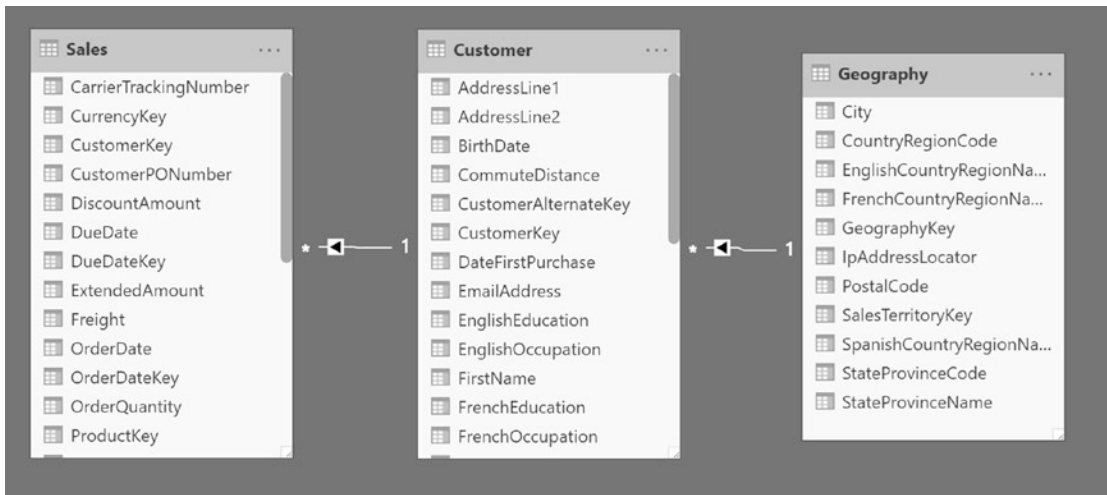 Sales
...
CarrierTrackingNumber
CurrencyKey
CustomerKey
CustomerPONumber
DiscountAmount
DueDate
DueDateKey
ExtendedAmount
Freight
OrderDate
OrderDateKey
OrderQuantity
ProductKey
* 1
Customer
...
AddressLine1
AddressLine2
BirthDate
CommuteDistance
CustomerAlternateKey
CustomerKey
DateFirstPurchase
EmailAddress
EnglishEducation
EnglishOccupation
FirstName
FrenchEducation
FrenchOccupation
* 1
Geography
...
City
CountryRegionCode
EnglishCountryRegionNa...
FrenchCountryRegionNa...
GeographyKey
IpAddressLocator
PostalCode
SalesTerritoryKey
SpanishCountryRegionNa...
StateProvinceCode
StateProvinceName